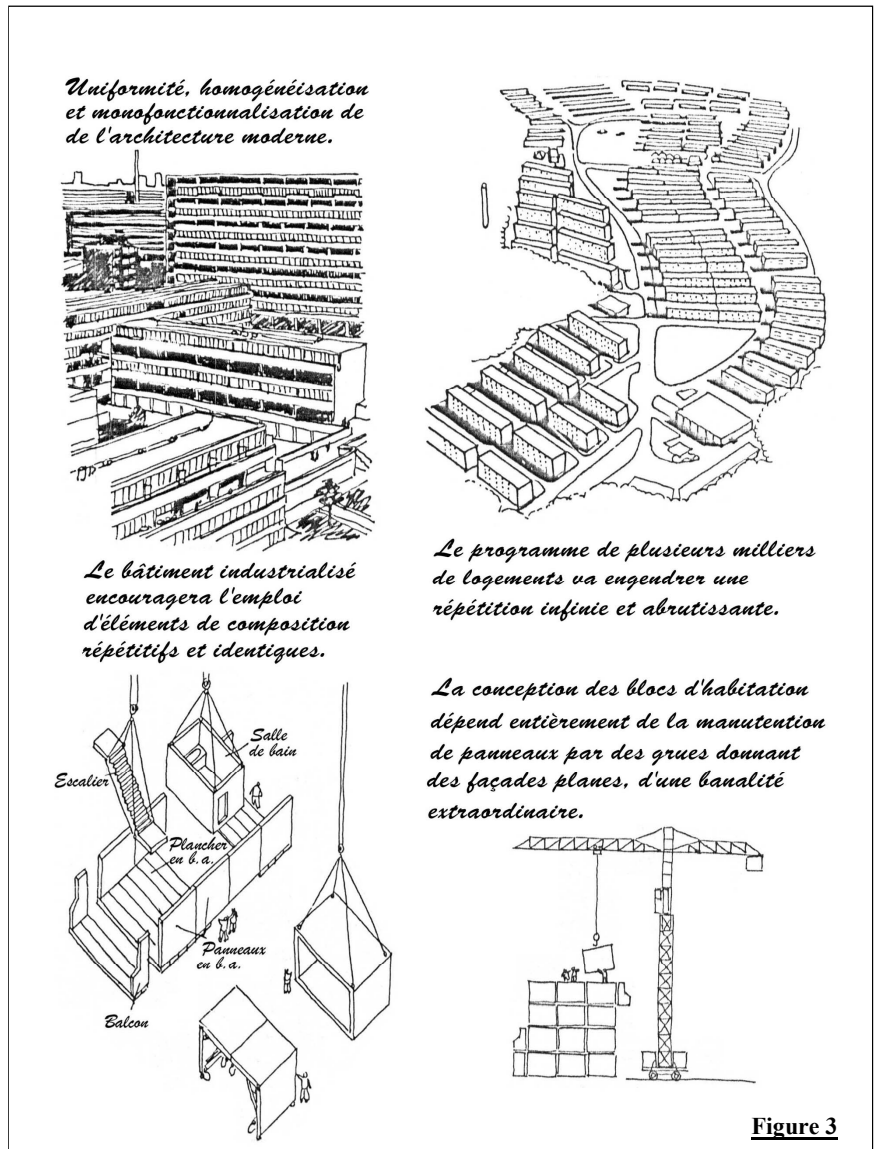 Uniformité, homogénéisation
et monofonctionnalisation de
de l'architecture moderne.
Le bâtiment industrialisé
encouragera l'emploi
d'éléments de composition
répétitifs et identiques.
Le programme de plusieurs milliers
de logements va engendrer une
répétition infinie et abrutissante.
La conception des blocs d'habitation
dépend entièrement de la manutention
de panneaux par des grues donnant
des façades planes, d'une banalité
extraordinaire.
Salle
de bain
Escalier
Plancher
en b.a.
Panneaux
en b.a.
Balcon
Figure 3